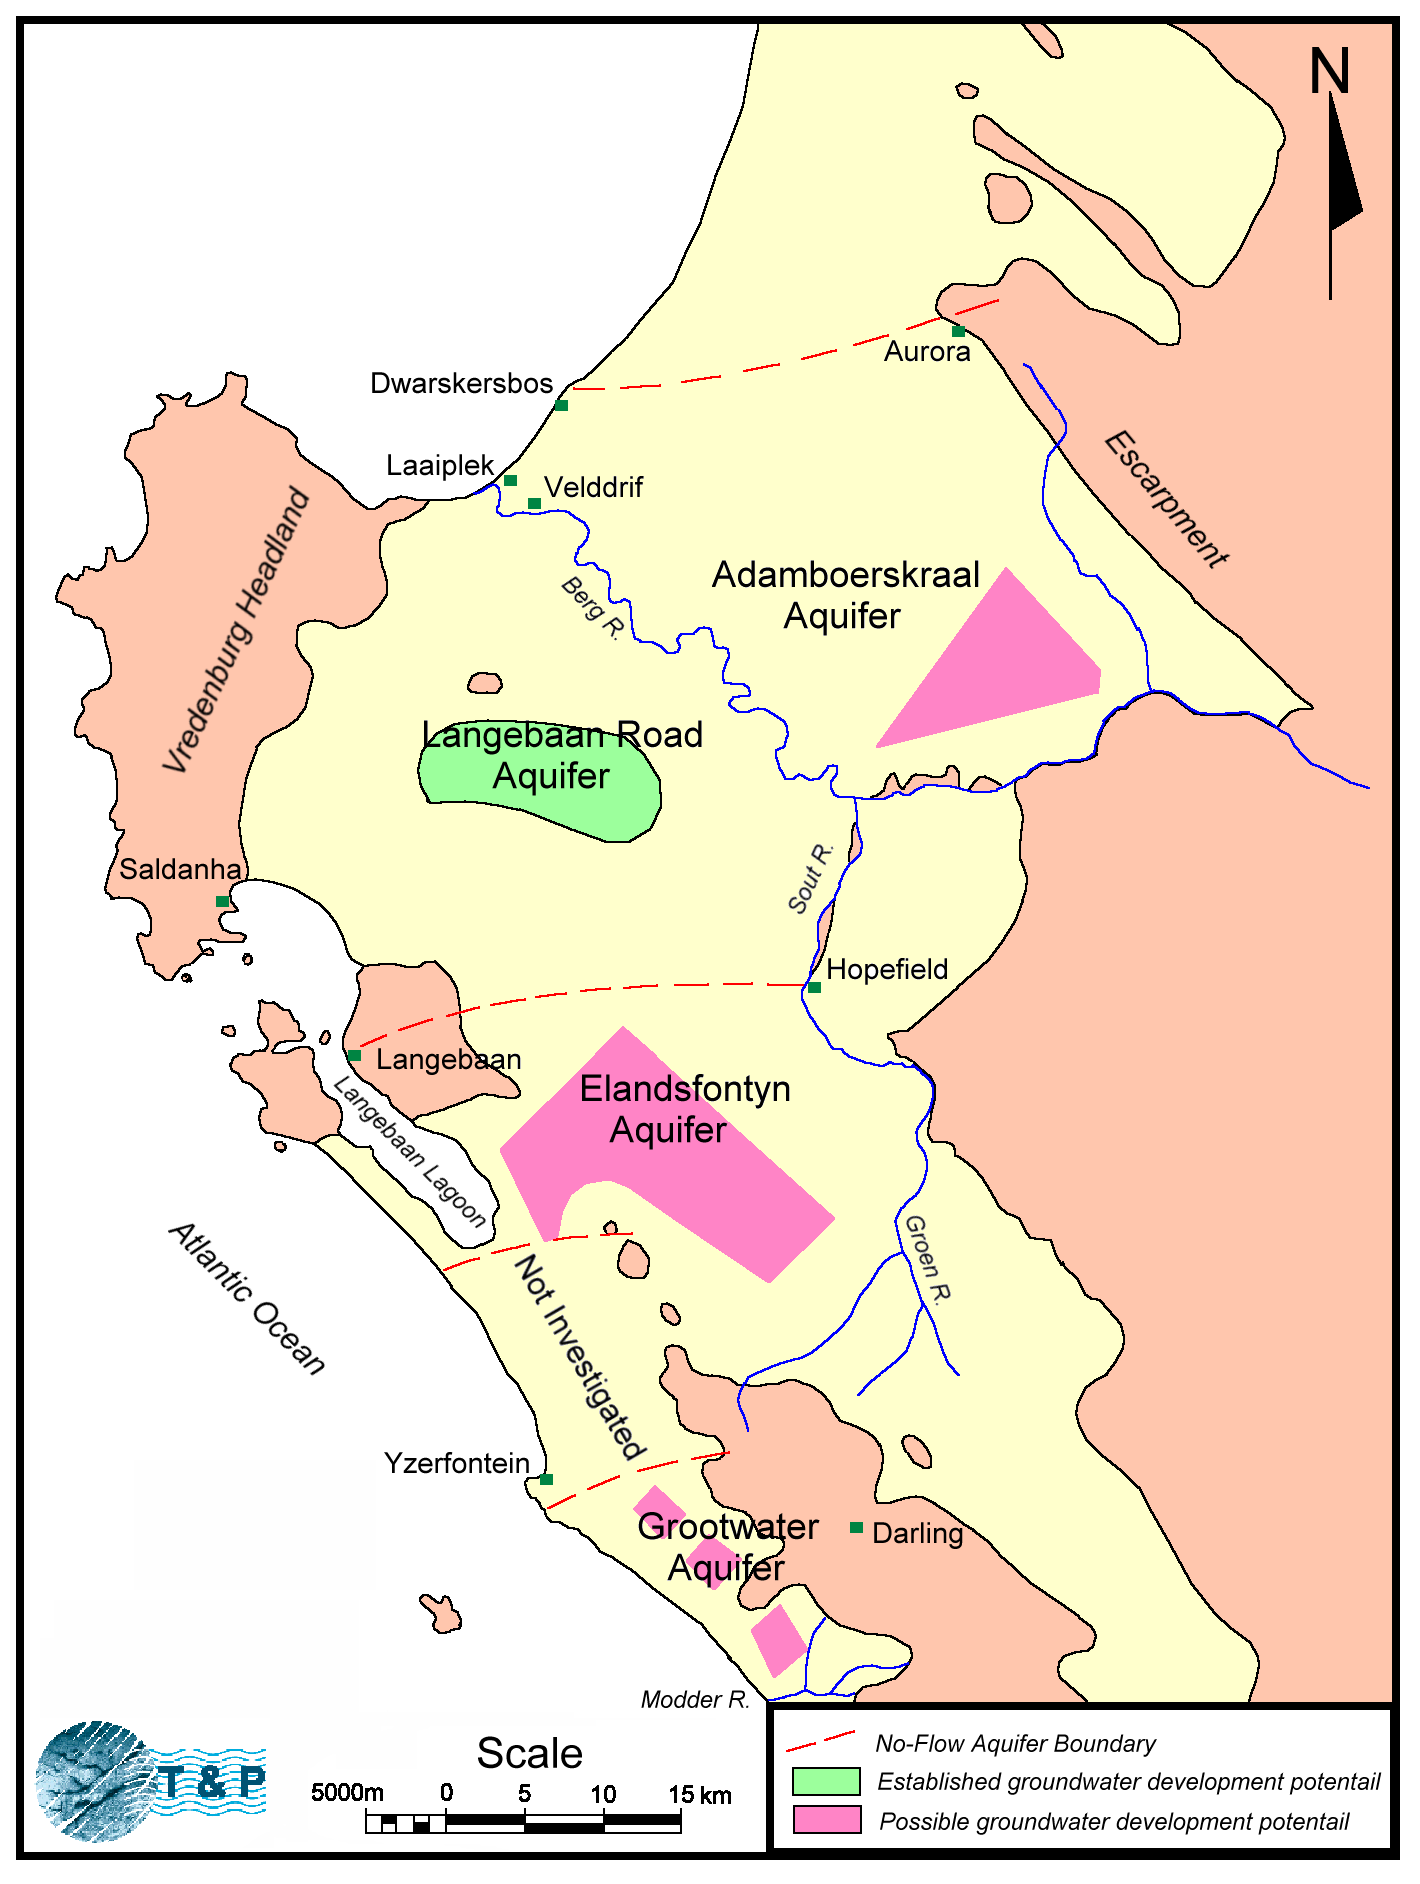 N
Aurora
Dwarskersbos
Laaiplek
Velddrif
Escarpment
Vredenburg Headland
Berg R.
Adamboerskraal
Aquifer
Langebaan Road
Aquifer
Saldanha
Sout R.
Hopefield
Langebaan
Langebaan Lagoon
Elandsfontyn
Aquifer
Atlantic Ocean
Groen R.
Not Investigated
Yzerfontein
Grootwater
Aquifer
Darling
Modder R.
T & P
Scale
5000m 0 5 10 15 km
No-Flow Aquifer Boundary
Established groundwater development potentail
Possible groundwater development potentail